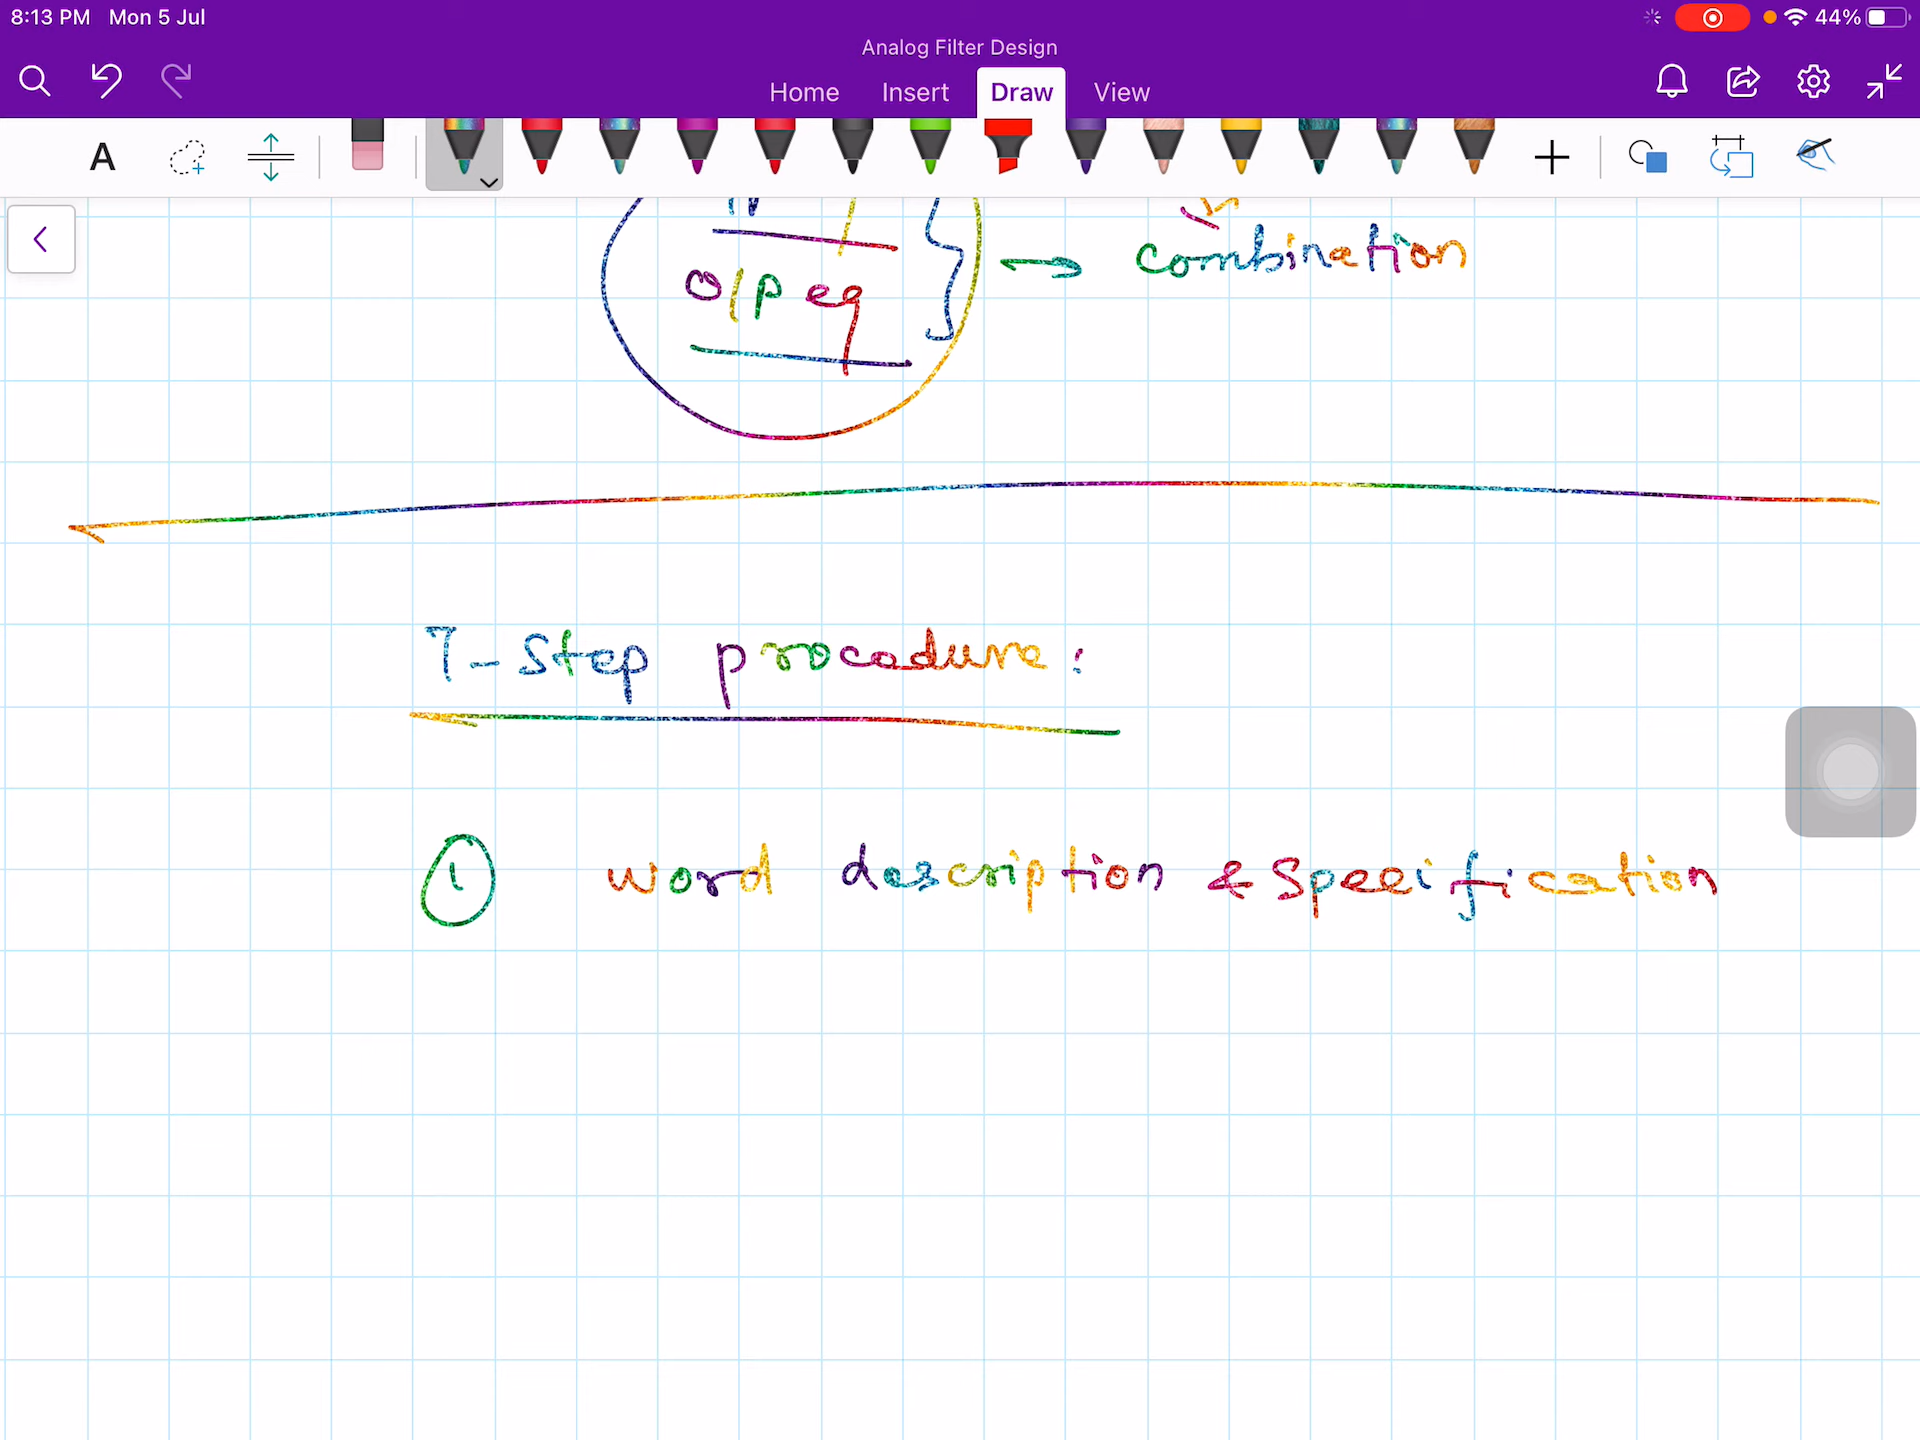 8:13 PM Mon 5 Jul
44%
Analog Filter Design
Home Insert Draw View
A
combination
O/P eq
7-Step procedure:
1 word description & Specification